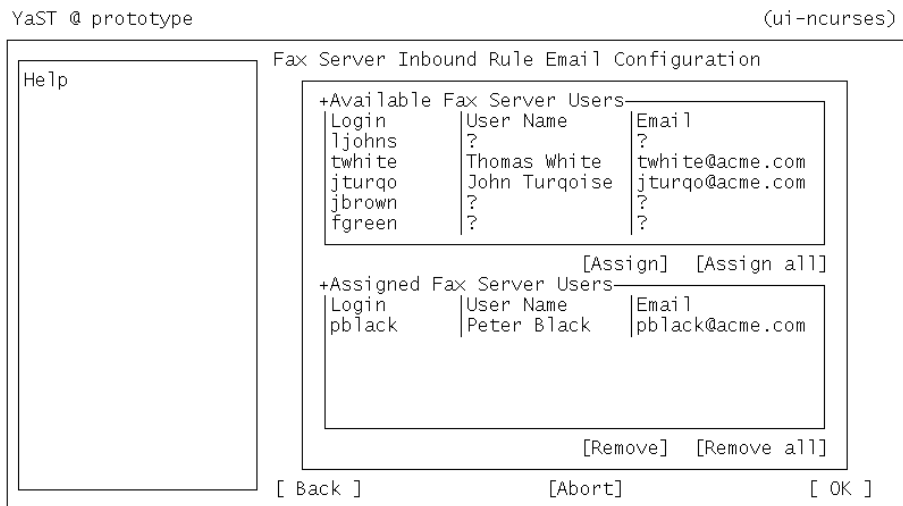 YaST @ prototype (ui-ncurses)
Fax Server Inbound Rule Email Configuration
Help
+Available Fax Server Users
Login User Name Email
ljohns ? ?
twhite Thomas White twhite@acme.com
jturqo John Turqoise jturqo@acme.com
jbrown ? ?
fgreen ? ?
[Assign] [Assign all]
+Assigned Fax Server Users
Login User Name Email
pblack Peter Black pblack@acme.com
[Remove] [Remove all]
[ Back ] [Abort] [ OK ]